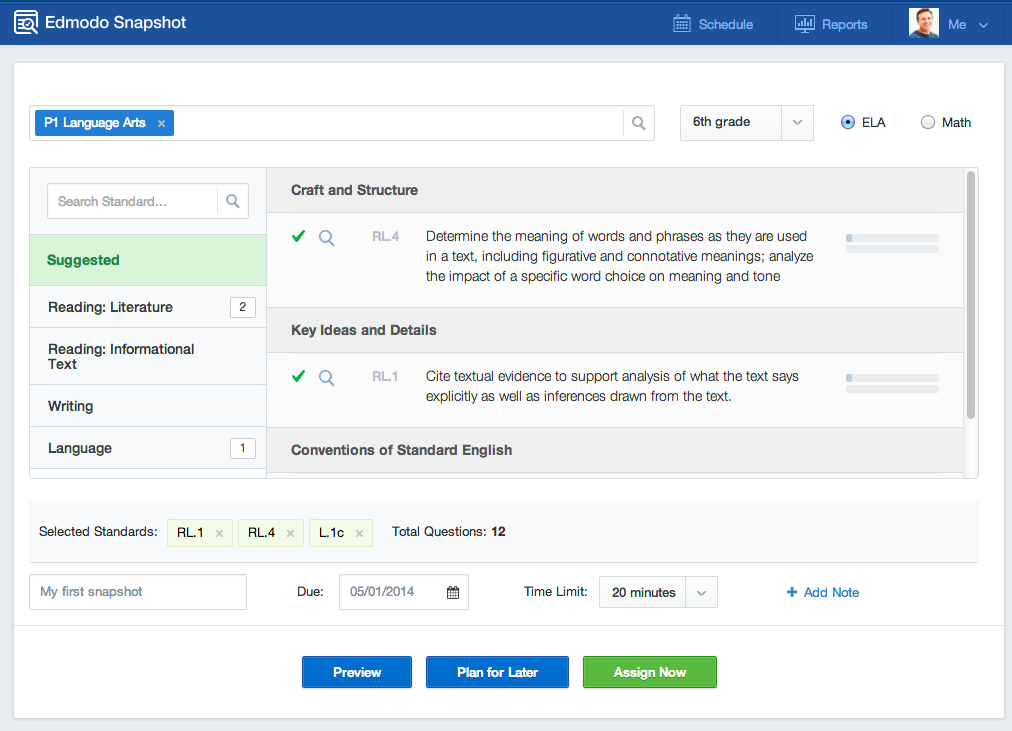 Edmodo Snapshot
Schedule
Reports
Me
P1 Language Arts ×
6th grade
ELA
Math
Search Standard...
Suggested
Reading: Literature 2
Reading: Informational
Text
Writing
Language 1
Craft and Structure
RL.4
Determine the meaning of words and phrases as they are used
in a text, including figurative and connotative meanings; analyze
the impact of a specific word choice on meaning and tone
Key Ideas and Details
RL.1
Cite textual evidence to support analysis of what the text says
explicitly as well as inferences drawn from the text.
Conventions of Standard English
Selected Standards: RL.1 × RL.4 × L.1c × Total Questions: 12
My first snapshot
Due: 05/01/2014
Time Limit: 20 minutes
+ Add Note
Preview
Plan for Later
Assign Now